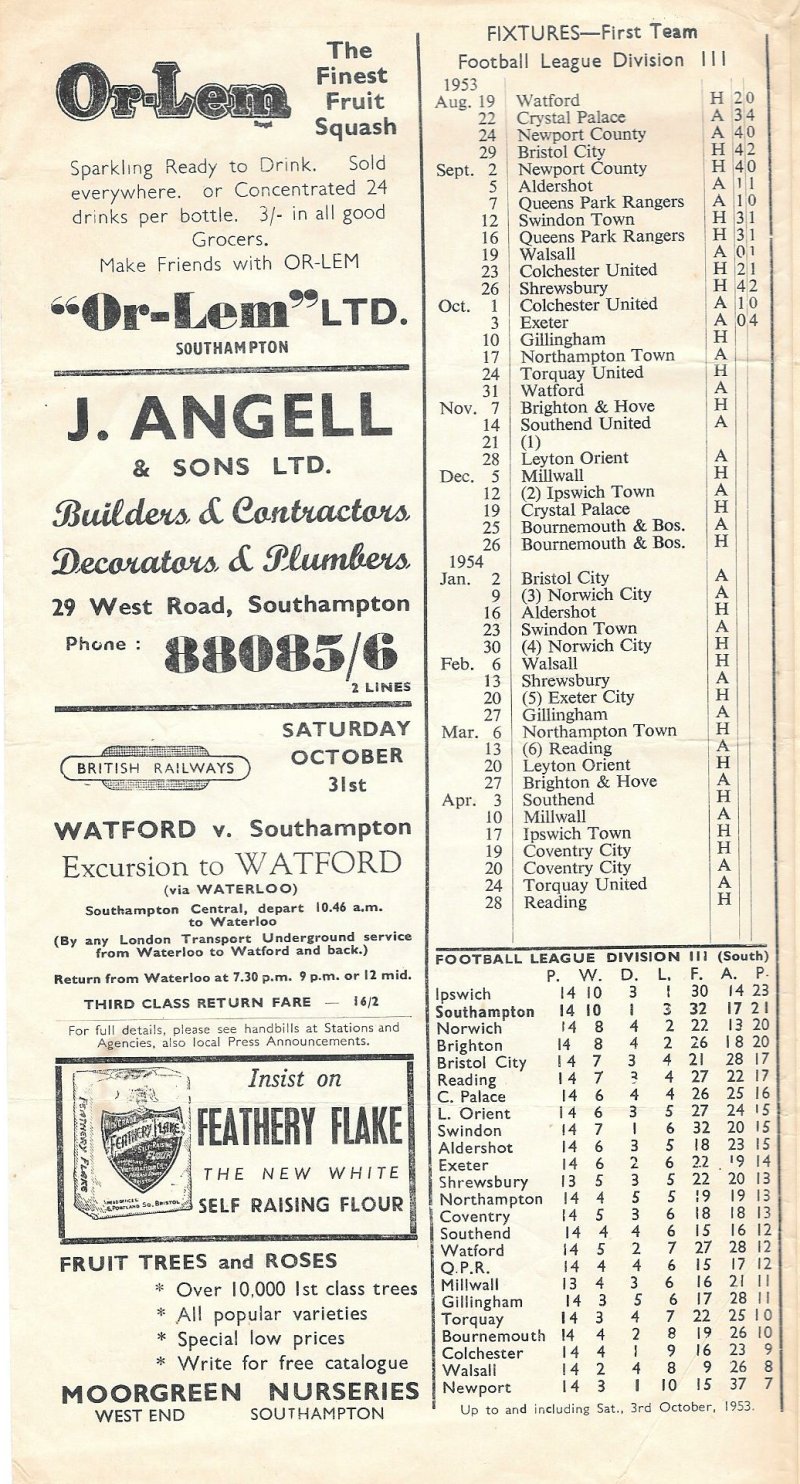 Or-Lem
Regd
The
Finest
Fruit
Squash
Sparkling Ready to Drink. Sold
everywhere. or Concentrated 24
drinks per bottle. 3/- in all good
Grocers.
Make Friends with OR-LEM
“Or-Lem” LTD.
SOUTHAMPTON
J. ANGELL
& SONS LTD.
Builders & Contractors
Decorators & Plumbers
29 West Road, Southampton
Phone : 88085/6
2 LINES
BRITISH RAILWAYS
SATURDAY
OCTOBER
31st
WATFORD v. Southampton
Excursion to WATFORD
(via WATERLOO)
Southampton Central, depart 10.46 a.m.
to Waterloo
(By any London Transport Underground service
from Waterloo to Watford and back.)
Return from Waterloo at 7.30 p.m. 9 p.m. or 12 mid.
THIRD CLASS RETURN FARE — 16/2
For full details, please see handbills at Stations and
Agencies, also local Press Announcements.
FEATHERY FLAKE
FEATHERY FLAKE
Insist on
FEATHERY FLAKE
THE NEW WHITE
SELF RAISING FLOUR
FRUIT TREES and ROSES
* Over 10,000 1st class trees
* All popular varieties
* Special low prices
* Write for free catalogue
MOORGREEN NURSERIES
WEST END SOUTHAMPTON
FIXTURES—First Team
Football League Division III
1953
Aug. 19 Watford H 2 0
22 Crystal Palace A 3 4
24 Newport County A 4 0
29 Bristol City H 4 2
Sept. 2 Newport County H 4 0
5 Aldershot A 1 1
7 Queens Park Rangers A 1 0
12 Swindon Town H 3 1
16 Queens Park Rangers H 3 1
19 Walsall A 0 1
23 Colchester United H 2 1
26 Shrewsbury H 4 2
Oct. 1 Colchester United A 1 0
3 Exeter A 0 4
10 Gillingham H
17 Northampton Town A
24 Torquay United H
31 Watford A
Nov. 7 Brighton & Hove H
14 Southend United A
21 (1)
28 Leyton Orient A
Dec. 5 Millwall H
12 (2) Ipswich Town A
19 Crystal Palace H
25 Bournemouth & Bos. A
26 Bournemouth & Bos. H
1954
Jan. 2 Bristol City A
9 (3) Norwich City A
16 Aldershot H
23 Swindon Town A
30 (4) Norwich City H
Feb. 6 Walsall H
13 Shrewsbury A
20 (5) Exeter City H
27 Gillingham A
Mar. 6 Northampton Town H
13 (6) Reading A
20 Leyton Orient H
27 Brighton & Hove A
Apr. 3 Southend H
10 Millwall A
17 Ipswich Town H
19 Coventry City H
20 Coventry City A
24 Torquay United A
28 Reading H
FOOTBALL LEAGUE DIVISION III (South)
P. W. D. L. F. A. P.
Ipswich 14 10 3 1 30 14 23
Southampton 14 10 1 3 32 17 21
Norwich 14 8 4 2 22 13 20
Brighton 14 8 4 2 26 18 20
Bristol City 14 7 3 4 21 28 17
Reading 14 7 3 4 27 22 17
C. Palace 14 6 4 4 26 25 16
L. Orient 14 6 3 5 27 24 15
Swindon 14 7 1 6 32 20 15
Aldershot 14 6 3 5 18 23 15
Exeter 14 6 2 6 22 19 14
Shrewsbury 13 5 3 5 22 20 13
Northampton 14 4 5 5 19 19 13
Coventry 14 5 3 6 18 18 13
Southend 14 4 4 6 15 16 12
Watford 14 5 2 7 27 28 12
Q.P.R. 14 4 4 6 15 17 12
Millwall 13 4 3 6 16 21 11
Gillingham 14 3 5 6 17 28 11
Torquay 14 3 4 7 22 25 10
Bournemouth 14 4 2 8 19 26 10
Colchester 14 4 1 9 16 23 9
Walsall 14 2 4 8 9 26 8
Newport 14 3 1 10 15 37 7
Up to and including Sat., 3rd October, 1953.